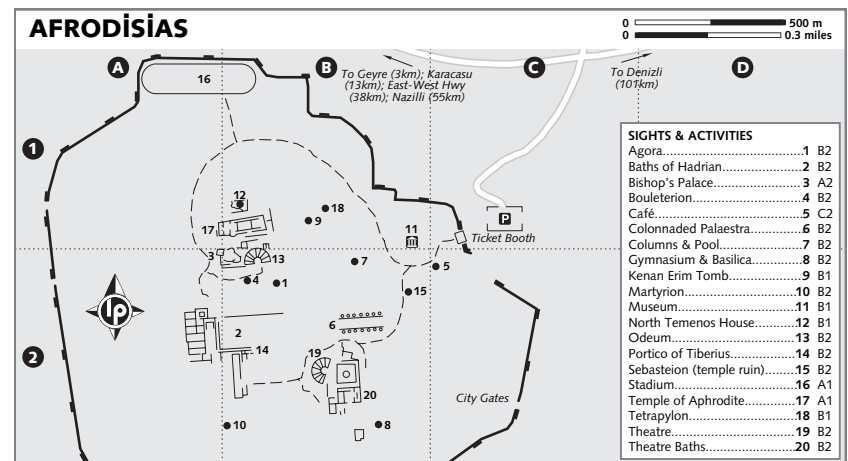 AFRODİSİAS
0 500 m
0 0.3 miles
A
B
C
D
To Geyre (3km); Karacasu
(13km); East-West Hwy
(38km); Nazilli (55km)
To Denizli
(101km)
16
1
12
18
9
17
11
P
Ticket Booth
3
13
7
5
4
1
15
lp
2
6
2
14
19
20
City Gates
10
8
SIGHTS & ACTIVITIES
Agora....................................1 B2
Baths of Hadrian..........................2 B2
Bishop's Palace...........................3 A2
Bouleterion...............................4 B2
Café......................................5 C2
Colonnaded Palaestra......................6 B2
Columns & Pool............................7 B2
Gymnasium & Basilica......................8 B2
Kenan Erim Tomb...........................9 B1
Martyrion................................10 B2
Museum...................................11 B1
North Temenos House......................12 B1
Odeum....................................13 B2
Portico of Tiberius......................14 B2
Sebasteion (temple ruin).................15 B2
Stadium..................................16 A1
Temple of Aphrodite......................17 A1
Tetrapylon...............................18 B1
Theatre..................................19 B2
Theatre Baths............................20 B2